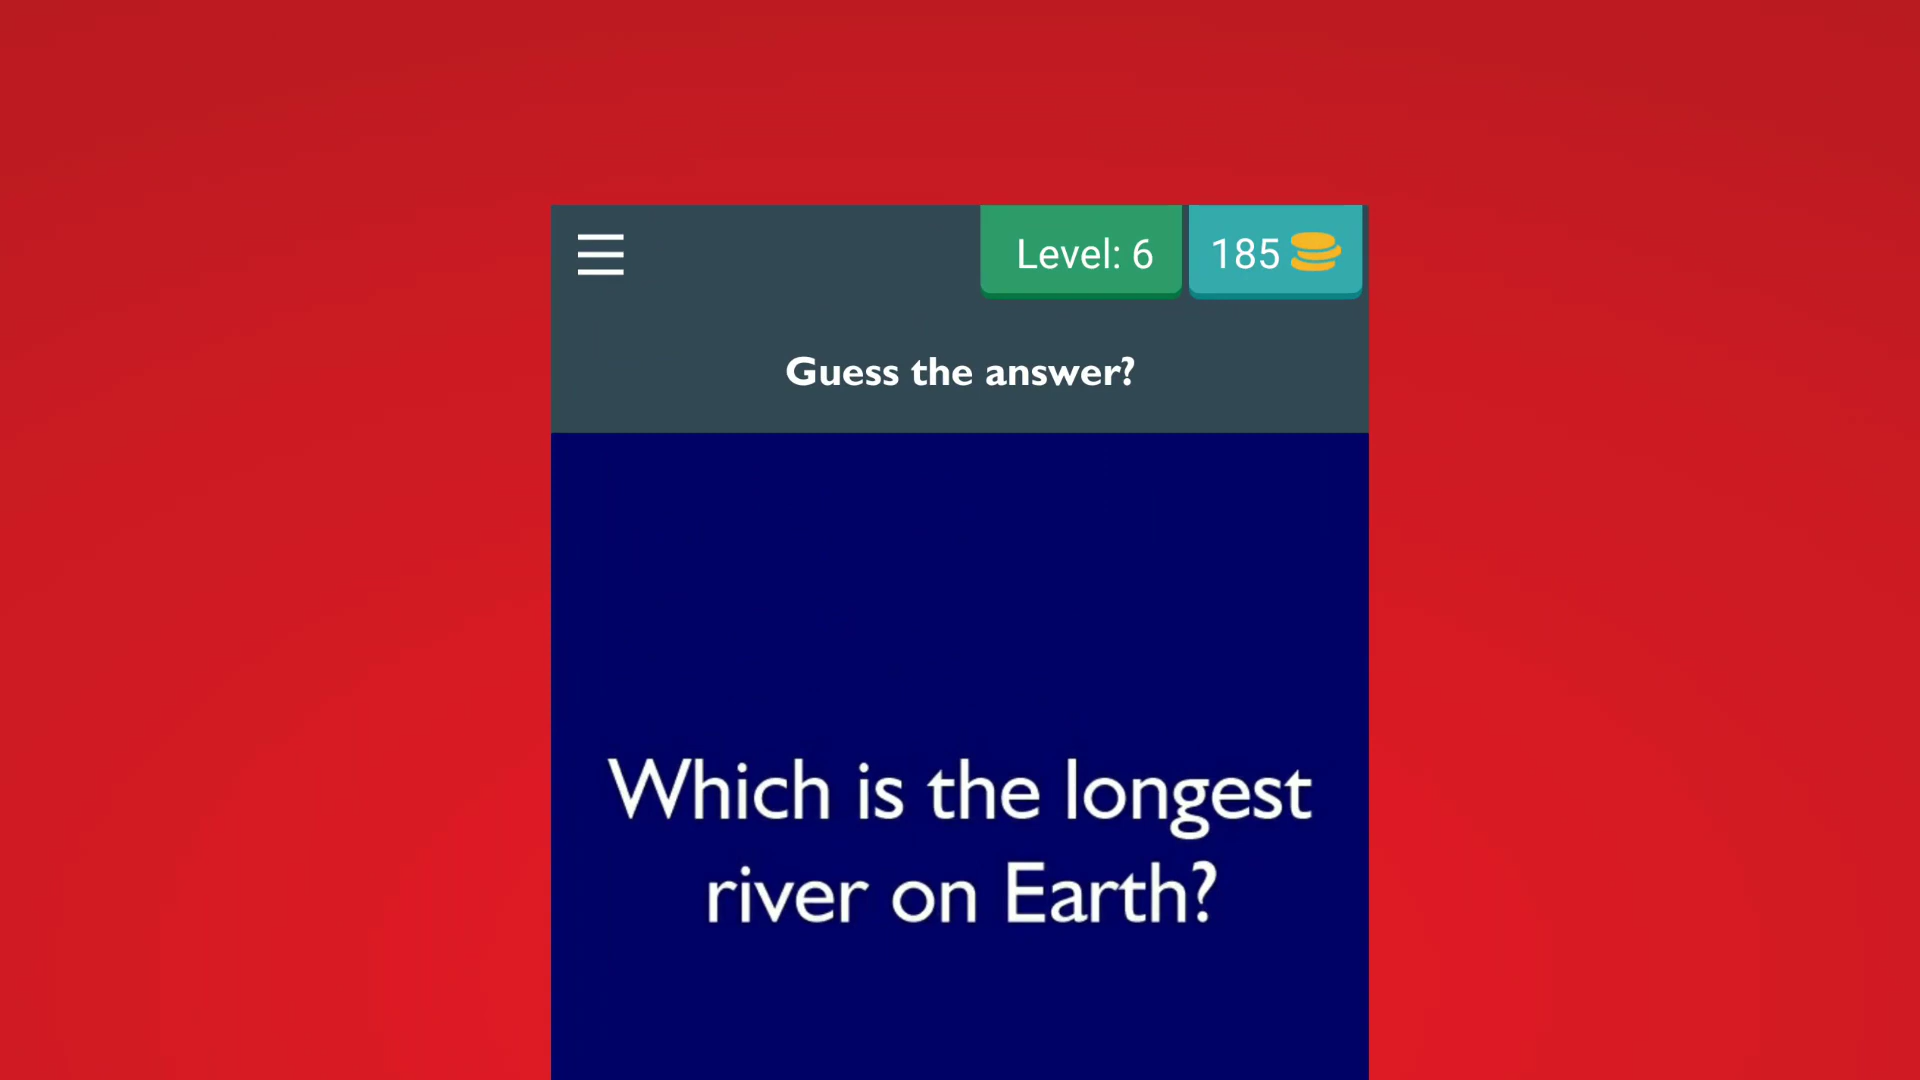 Level: 6
185
Guess the answer?
Which is the longest
river on Earth?